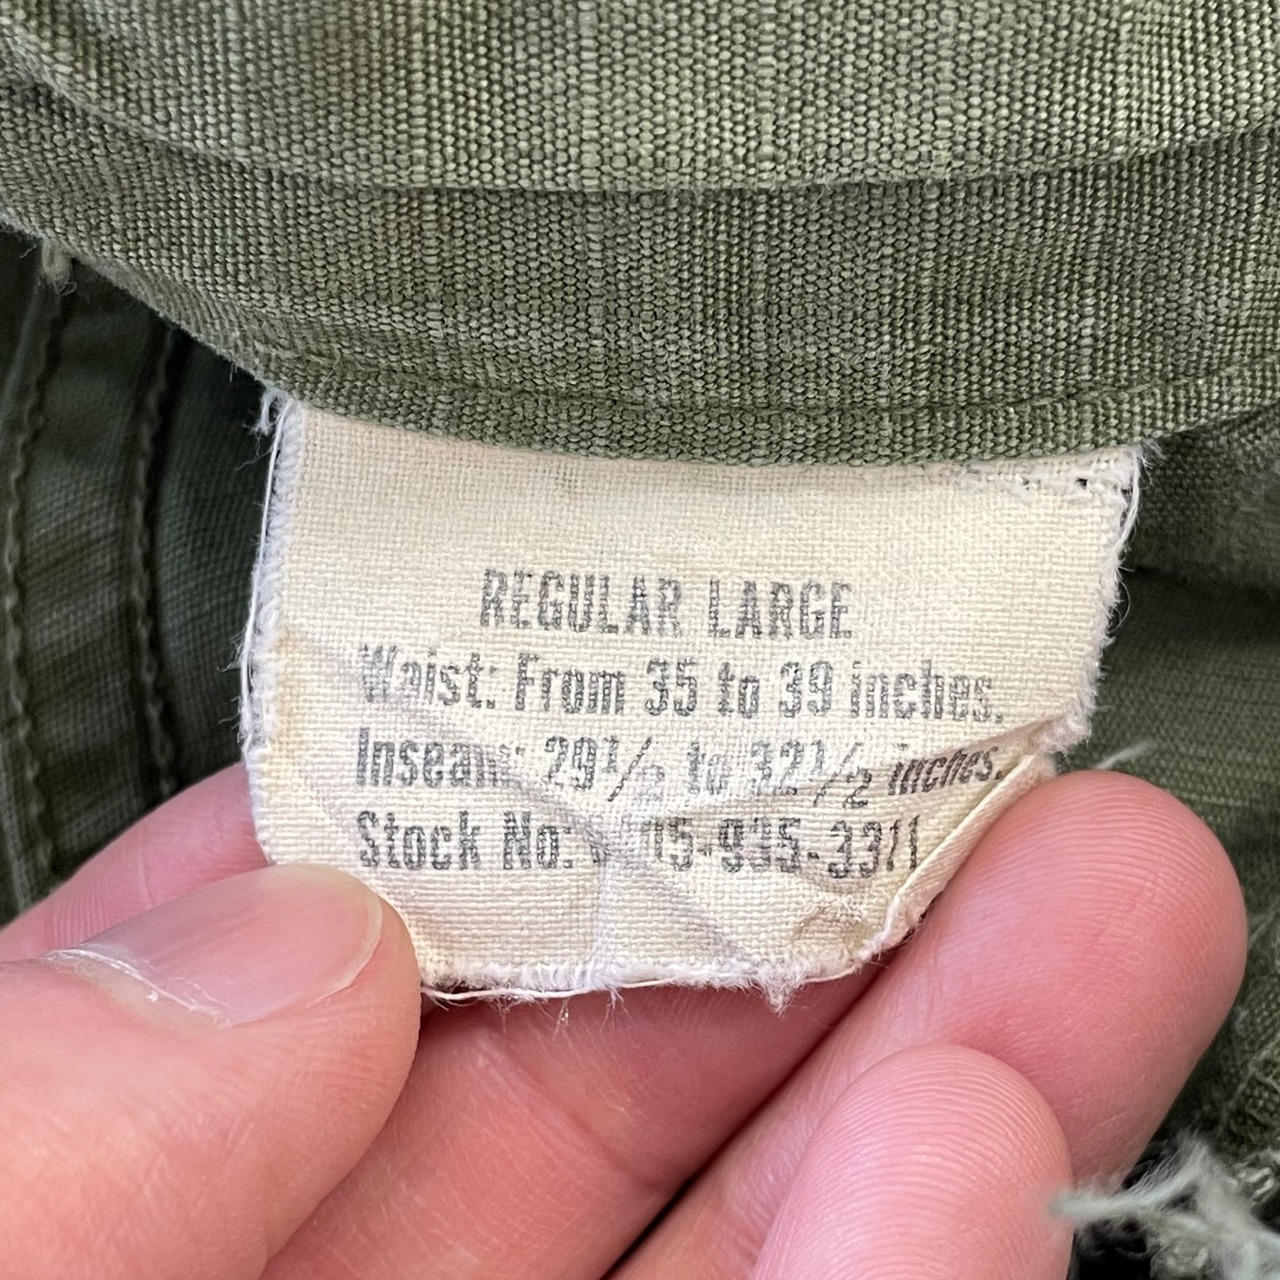 REGULAR LARGE
Waist: From 35 to 39 inches.
Inseam: 29½ to 32½ inches.
Stock No: